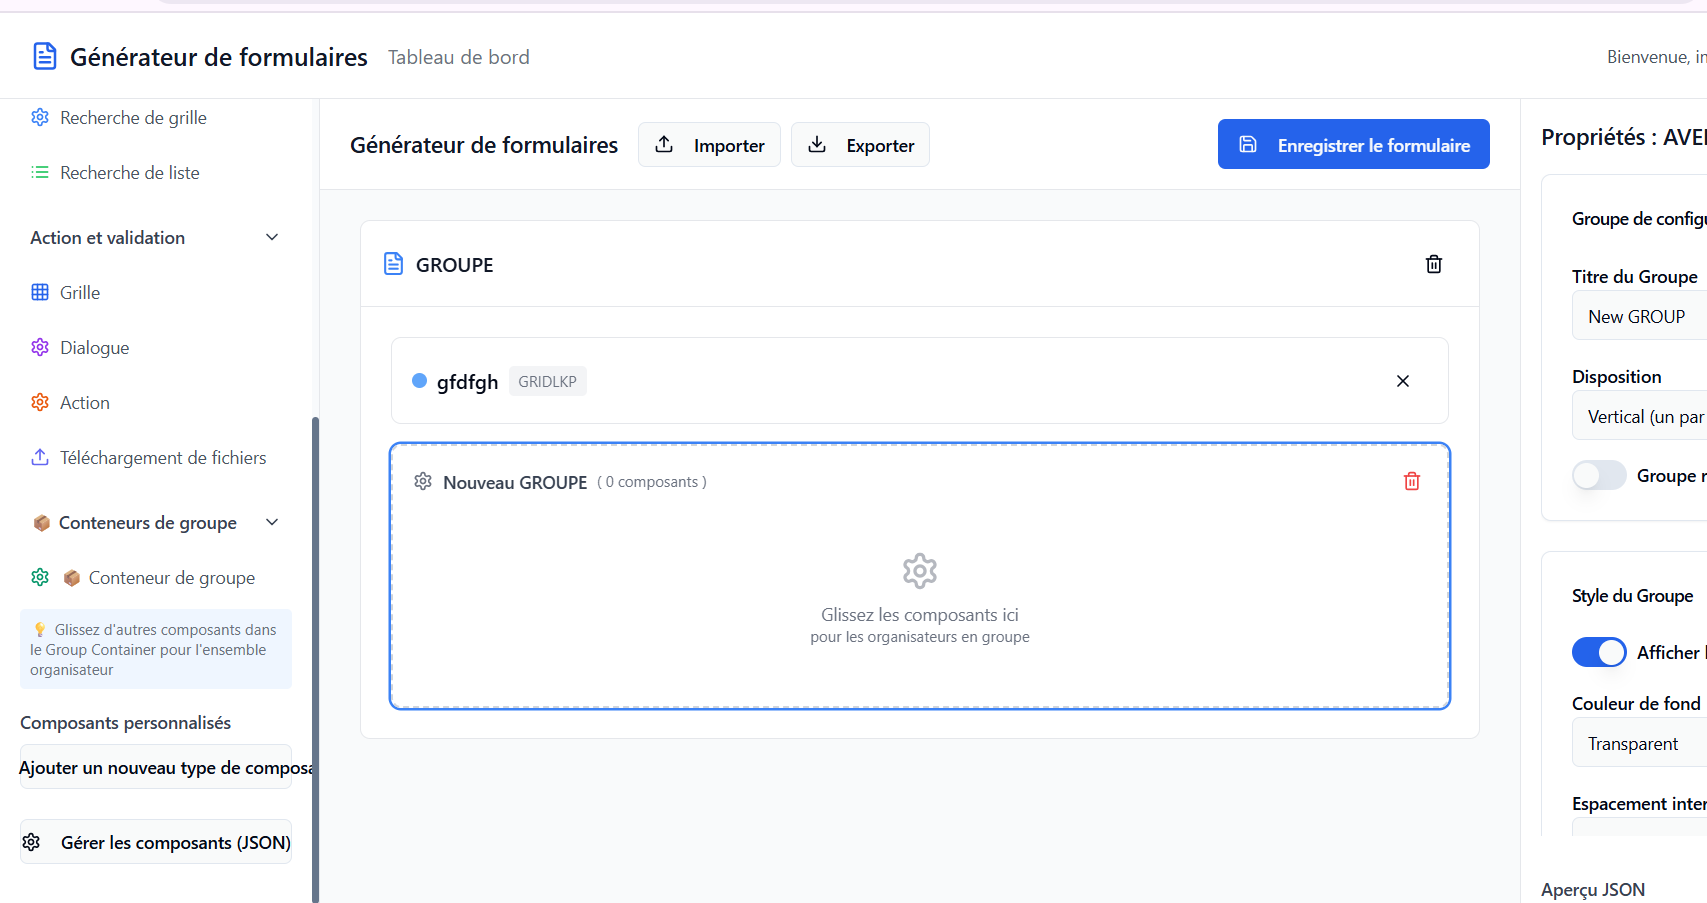 Générateur de formulaires
Tableau de bord
Bienvenue,
Recherche de grille
Recherche de liste
Action et validation
Grille
Dialogue
Action
Téléchargement de fichiers
Conteneurs de groupe
Conteneur de groupe
Glissez d'autres composants dans
le Group Container pour l'ensemble
organisateur
Composants personnalisés
Ajouter un nouveau type de
Gérer les composants (JSON)
Générateur de formulaires
Importer
Exporter
Enregistrer le formulaire
GROUPE
gfdfgh
GRIDLKP
Nouveau GROUPE ( 0 composants )
Glissez les composants ici
pour les organisateurs en groupe
Propriétés :
Groupe de
Titre du Groupe
New GROUP
Disposition
Vertical (un par
Groupe
Style du Groupe
Afficher
Couleur de fond
Transparent
Espacement
Aperçu JSON